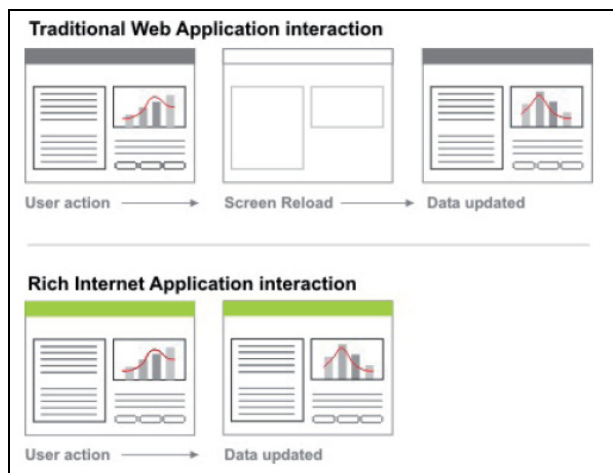 Traditional Web Application interaction
User action
Screen Reload
Data updated
Rich Internet Application interaction
User action
Data updated